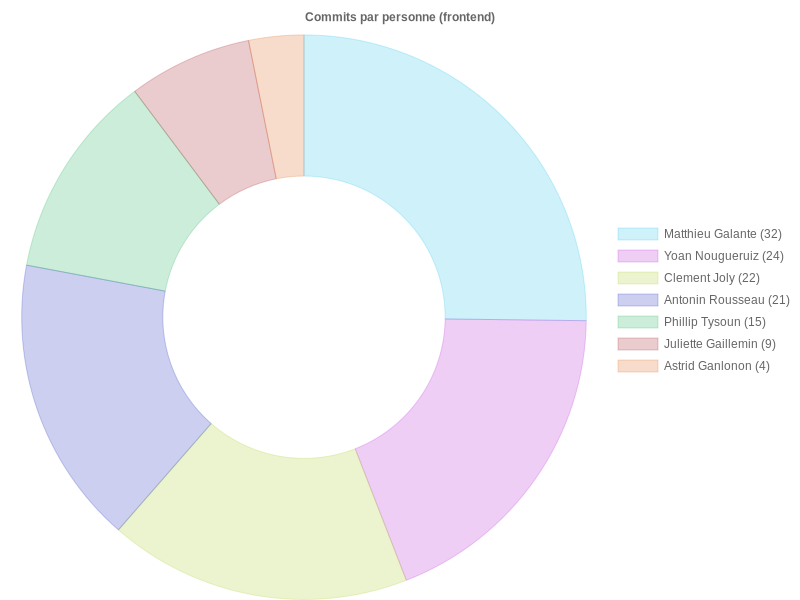 Commits par personne (frontend)
Matthieu Galante (32)
Yoan Nougueruiz (24)
Clement Joly (22)
Antonin Rousseau (21)
Phillip Tysoun (15)
Juliette Gaillemin (9)
Astrid Ganlonon (4)